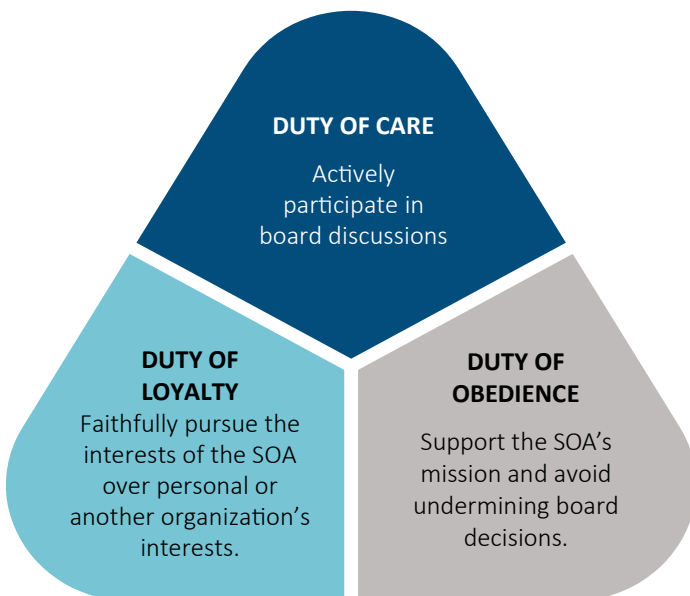 DUTY OF CARE
Actively
participate in
board discussions
DUTY OF
LOYALTY
Faithfully pursue the
interests of the SOA
over personal or
another organization’s
interests.
DUTY OF
OBEDIENCE
Support the SOA’s
mission and avoid
undermining board
decisions.